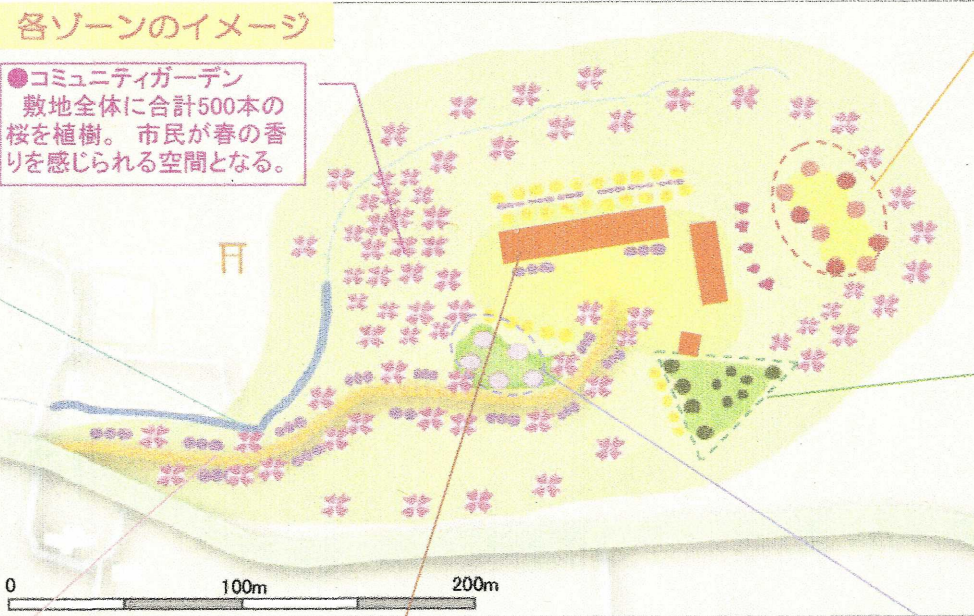 各ゾーンのイメージ
●コミュニティガーデン
敷地全体に合計500本の
桜を植樹。 市民が春の香
りを感じられる空間となる。
0
100m
200m